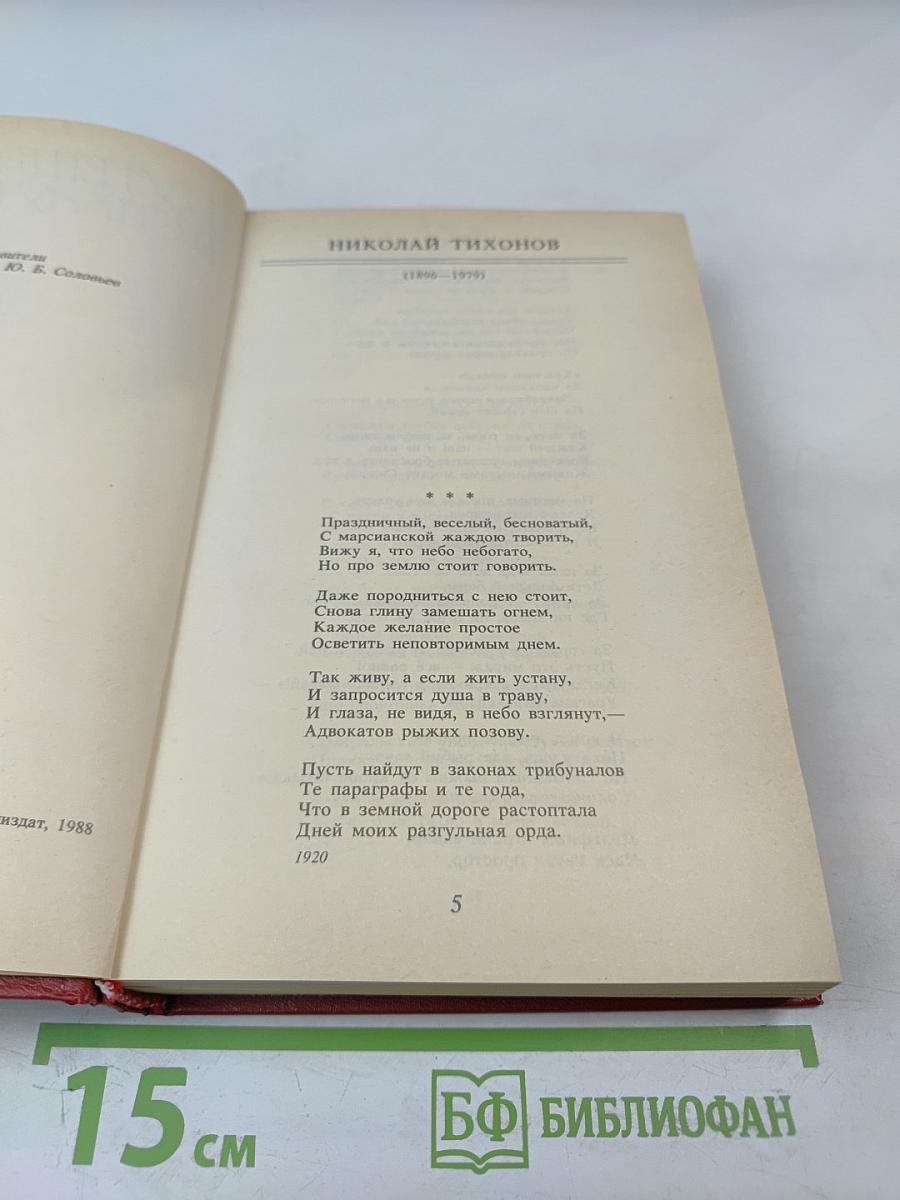 вители
Ю. Б. Соловьев
издат, 1988
НИКОЛАЙ ТИХОНОВ
(1896—1979)
* * *
Праздничный, веселый, бесноватый,
С марсианской жаждою творить,
Вижу я, что небо небогато,
Но про землю стоит говорить.
Даже породниться с нею стоит,
Снова глину замешать огнем,
Каждое желание простое
Осветить неповторимым днем.
Так живу, а если жить устану,
И запросится душа в траву,
И глаза, не видя, в небо взглянут,—
Адвокатов рыжих позову.
Пусть найдут в законах трибуналов
Те параграфы и те года,
Что в земной дороге растоптала
Дней моих разгульная орда.
1920
5
15 см
БФ БИБЛИОФАН